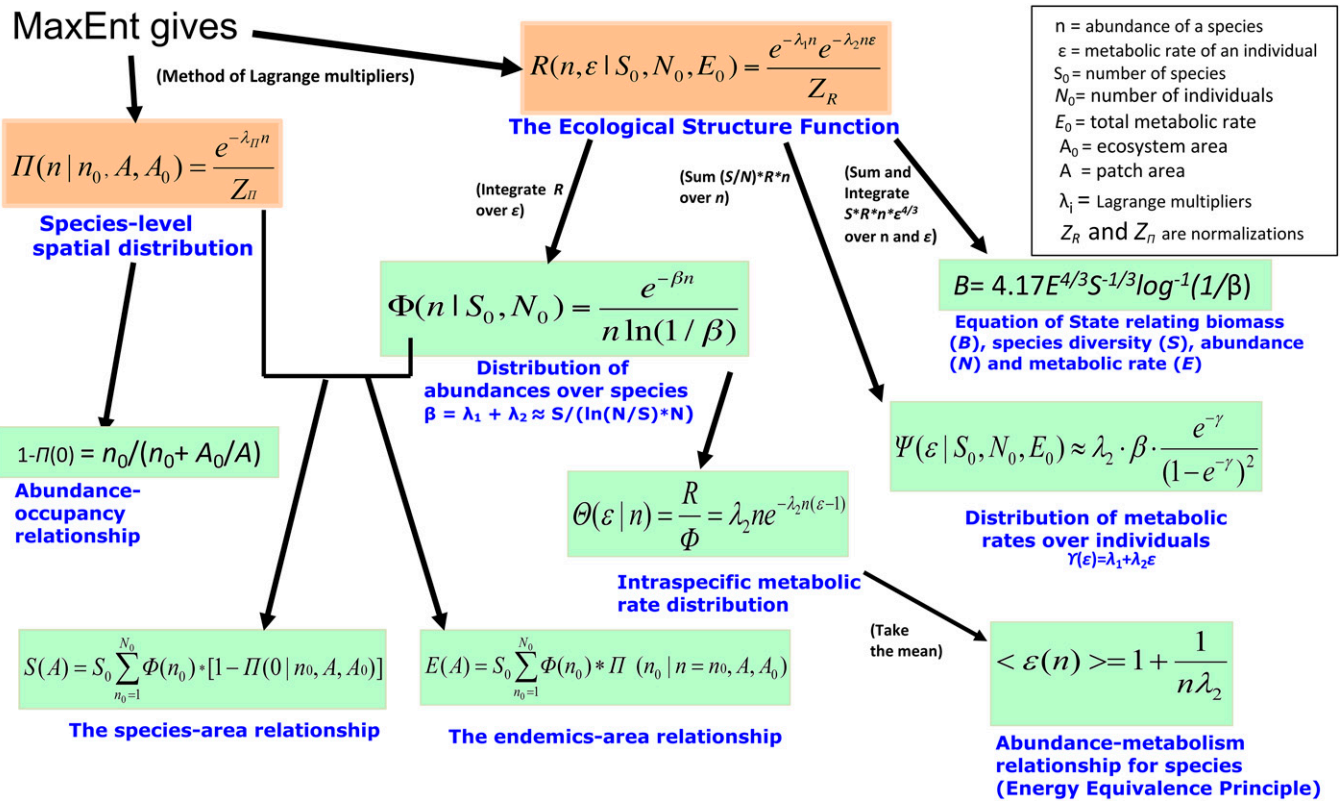 MaxEnt gives
(Method of Lagrange multipliers)
R(n,ε | S₀, N₀, E₀) = e^{-λ₁n} e^{-λ₂nε} / Z_R
The Ecological Structure Function
n = abundance of a species
ε = metabolic rate of an individual
S₀ = number of species
N₀= number of individuals
E₀ = total metabolic rate
A₀ = ecosystem area
A = patch area
λᵢ = Lagrange multipliers
Z_R and Z_Π are normalizations
Π(n | n₀, A, A₀) = e^{-λ_Π n} / Z_Π
Species-level
spatial distribution
(Integrate R
over ε)
(Sum (S/N)*R*n
over n)
(Sum and
Integrate
S*R*n*ε^{4/3}
over n and ε)
Φ(n | S₀, N₀) = e^{-βn} / n ln(1 / β)
Distribution of
abundances over species
β = λ₁ + λ₂ ≈ S/(ln(N/S)*N)
B= 4.17E^{4/3}S^{-1/3}log^{-1}(1/β)
Equation of State relating biomass
(B), species diversity (S), abundance
(N) and metabolic rate (E)
1-Π(0) = n₀/(n₀+ A₀/A)
Abundance-
occupancy
relationship
Θ(ε | n) = R / Φ = λ₂ne^{-λ₂n(ε-1)}
Intraspecific metabolic
rate distribution
Ψ(ε | S₀, N₀, E₀) ≈ λ₂ · β · e^{-γ} / (1-e^{-γ})²
Distribution of metabolic
rates over individuals
γ(ε)=λ₁+λ₂ε
S(A) = S₀ ∑_{n₀=1}^{N₀} Φ(n₀)*[1-Π(0 | n₀, A, A₀)]
The species-area relationship
E(A) = S₀ ∑_{n₀=1}^{N₀} Φ(n₀)* Π (n₀ | n= n₀, A, A₀)
The endemics-area relationship
(Take
the mean)
< ε(n) >= 1 + 1 / nλ₂
Abundance-metabolism
relationship for species
(Energy Equivalence Principle)